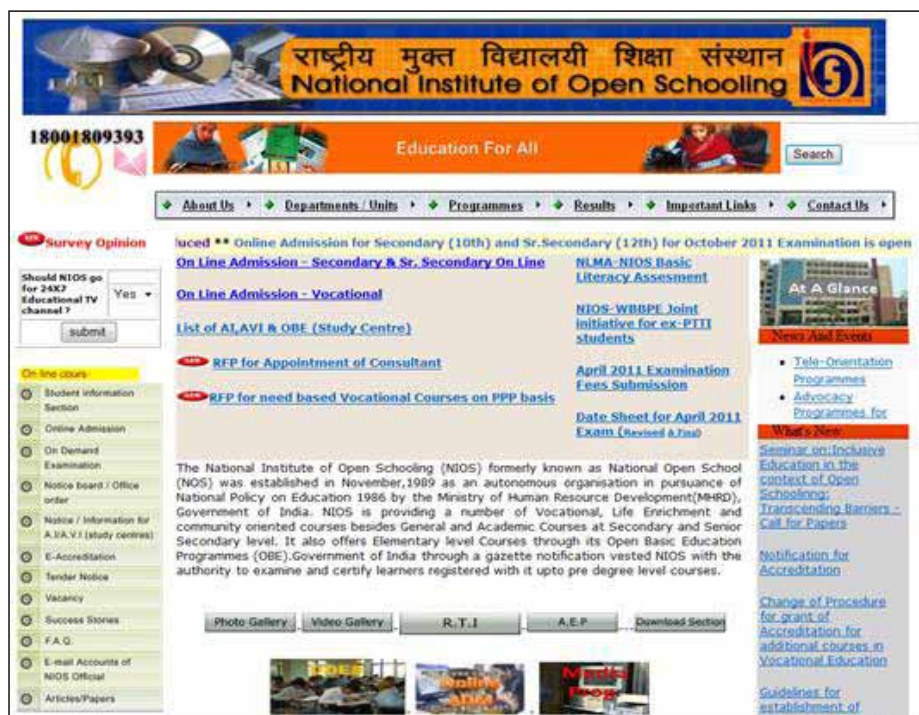 राष्ट्रीय मुक्त विद्यालयी शिक्षा संस्थान
National Institute of Open Schooling
18001809393
Education For All
Search
About Us
Departments / Units
Programmes
Results
Important Links
Contact Us
Survey Opinion
uced ** Online Admission for Secondary (10th) and Sr.Secondary (12th) for October 2011 Examination is open
Should NIOS go
for 24X7
Educational TV
channel ?
Yes
submit
On line cours
Student Information
Section
Online Admission
On Demand
Examination
Notice board / Office
order
Notice / Information for
A.I/A.V.I (study centres)
E-Accreditation
Tender Notice
Vacancy
Success Stories
F.A.Q.
E-mail Accounts of
NIOS Official
Articles/Papers
On Line Admission - Secondary & Sr. Secondary On Line
On Line Admission - Vocational
List of AI,AVI & OBE (Study Centre)
RFP for Appointment of Consultant
RFP for need based Vocational Courses on PPP basis
NLMA-NIOS Basic
Literacy Assesment
NIOS-WBBPE Joint
initiative for ex-PTTI
students
April 2011 Examination
Fees Submission
Date Sheet for April 2011
Exam (Revised & Final)
The National Institute of Open Schooling (NIOS) formerly known as National Open School
(NOS) was established in November,1989 as an autonomous organisation in pursuance of
National Policy on Education 1986 by the Ministry of Human Resource Development(MHRD),
Government of India. NIOS is providing a number of Vocational, Life Enrichment and
community oriented courses besides General and Academic Courses at Secondary and Senior
Secondary level. It also offers Elementary level Courses through its Open Basic Education
Programmes (OBE).Government of India through a gazette notification vested NIOS with the
authority to examine and certify learners registered with it upto pre degree level courses.
Photo Gallery
Video Gallery
R.T.I
A.E.P
Download Section
ODES
Online
Media
Prog.
At A Glance
News And Events
Tele-Orientation
Programmes
Advocacy
Programmes for
What's New
Seminar on:Inclusive
Education in the
context of Open
Schoolinng:
Transcending Barriers -
Call for Papers
Notification for
Accreditation
Change of Procedure
for grant of
Accreditation for
additional courses in
Vocational Education
Guidelines for
establishment of